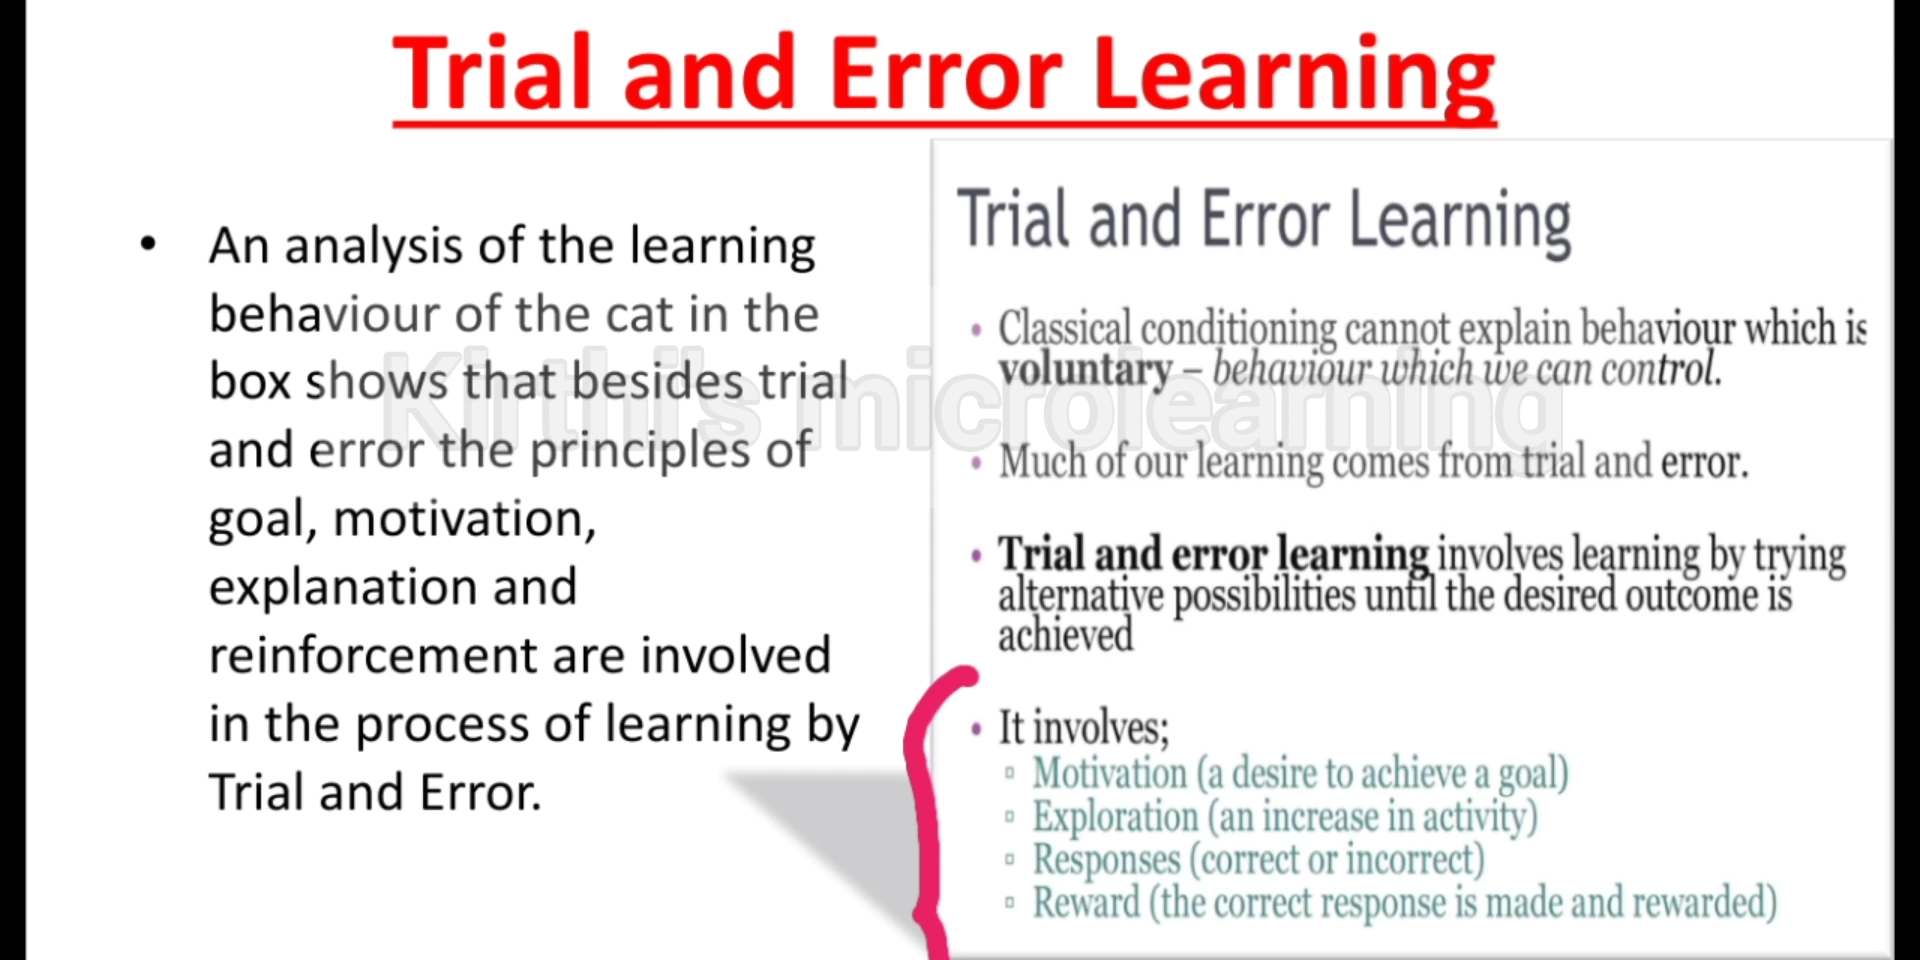 Trial and Error Learning
• An analysis of the learning
behaviour of the cat in the
box shows that besides trial
and error the principles of
goal, motivation,
explanation and
reinforcement are involved
in the process of learning by
Trial and Error.
Trial and Error Learning
• Classical conditioning cannot explain behaviour which is
voluntary – behaviour which we can control.
• Much of our learning comes from trial and error.
• Trial and error learning involves learning by trying
alternative possibilities until the desired outcome is
achieved
• It involves;
▫ Motivation (a desire to achieve a goal)
▫ Exploration (an increase in activity)
▫ Responses (correct or incorrect)
▫ Reward (the correct response is made and rewarded)
Kirthi's microlearning